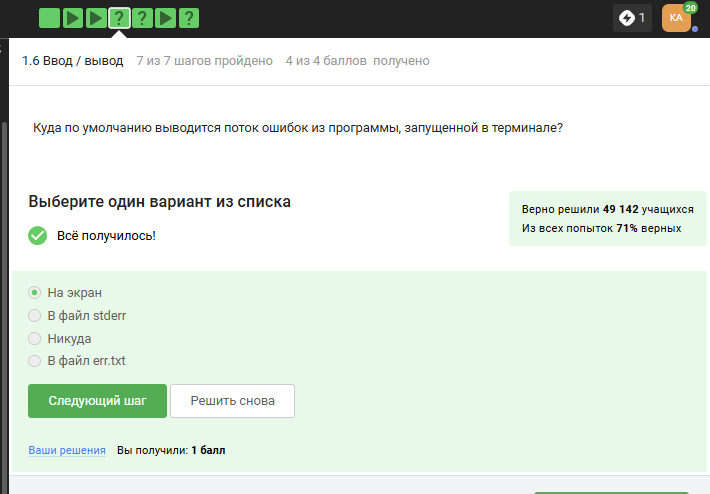 ? ? ?
1
KA
20
1.6 Ввод / вывод 7 из 7 шагов пройдено 4 из 4 баллов получено
Куда по умолчанию выводится поток ошибок из программы, запущенной в терминале?
Выберите один вариант из списка
Верно решили 49 142 учащихся
Из всех попыток 71% верных
Всё получилось!
На экран
В файл stderr
Никуда
В файл err.txt
Следующий шаг
Решить снова
Ваши решения Вы получили: 1 балл